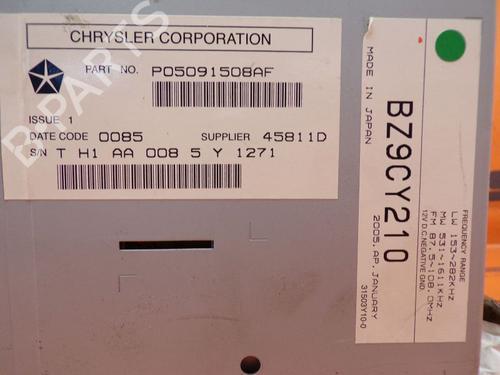 CHRYSLER CORPORATION
PART NO. P05091508AF
ISSUE 1
DATE CODE 0085 SUPPLIER 45811D
S/N T H1 AA 008 5 Y 1271
MADE IN JAPAN
BZ9CY210
2005. AP. JANUARY
31503Y10-0
FREQUENCY RANGE
LW 153~282KHz
MW 531~1611KHz
FM 87.5~108.0MHz
12V D.C. NEGATIVE GND.